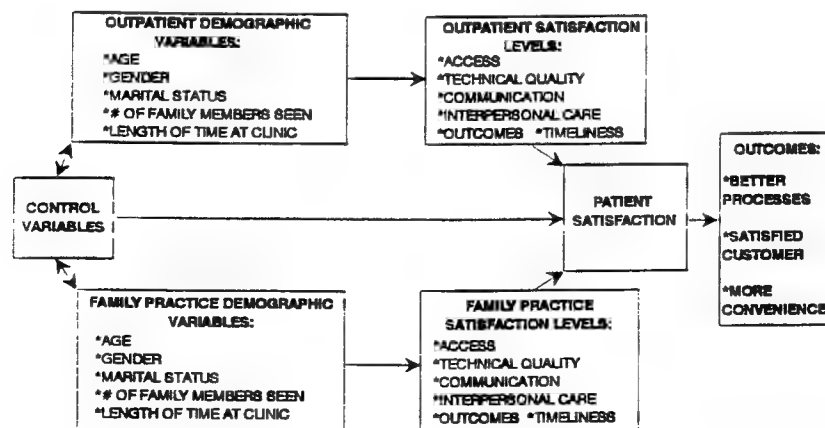 OUTPATIENT DEMOGRAPHIC
VARIABLES:
*AGE
*GENDER
*MARITAL STATUS
*# OF FAMILY MEMBERS SEEN
*LENGTH OF TIME AT CLINIC
OUTPATIENT SATISFACTION
LEVELS:
*ACCESS
*TECHNICAL QUALITY
*COMMUNICATION
*INTERPERSONAL CARE
*OUTCOMES *TIMELINESS
CONTROL
VARIABLES
PATIENT
SATISFACTION
OUTCOMES:
*BETTER
PROCESSES
*SATISFIED
CUSTOMER
*MORE
CONVENIENCE
FAMILY PRACTICE DEMOGRAPHIC
VARIABLES:
*AGE
*GENDER
*MARITAL STATUS
*# OF FAMILY MEMBERS SEEN
*LENGTH OF TIME AT CLINIC
FAMILY PRACTICE
SATISFACTION LEVELS:
*ACCESS
*TECHNICAL QUALITY
*COMMUNICATION
*INTERPERSONAL CARE
*OUTCOMES *TIMELINESS